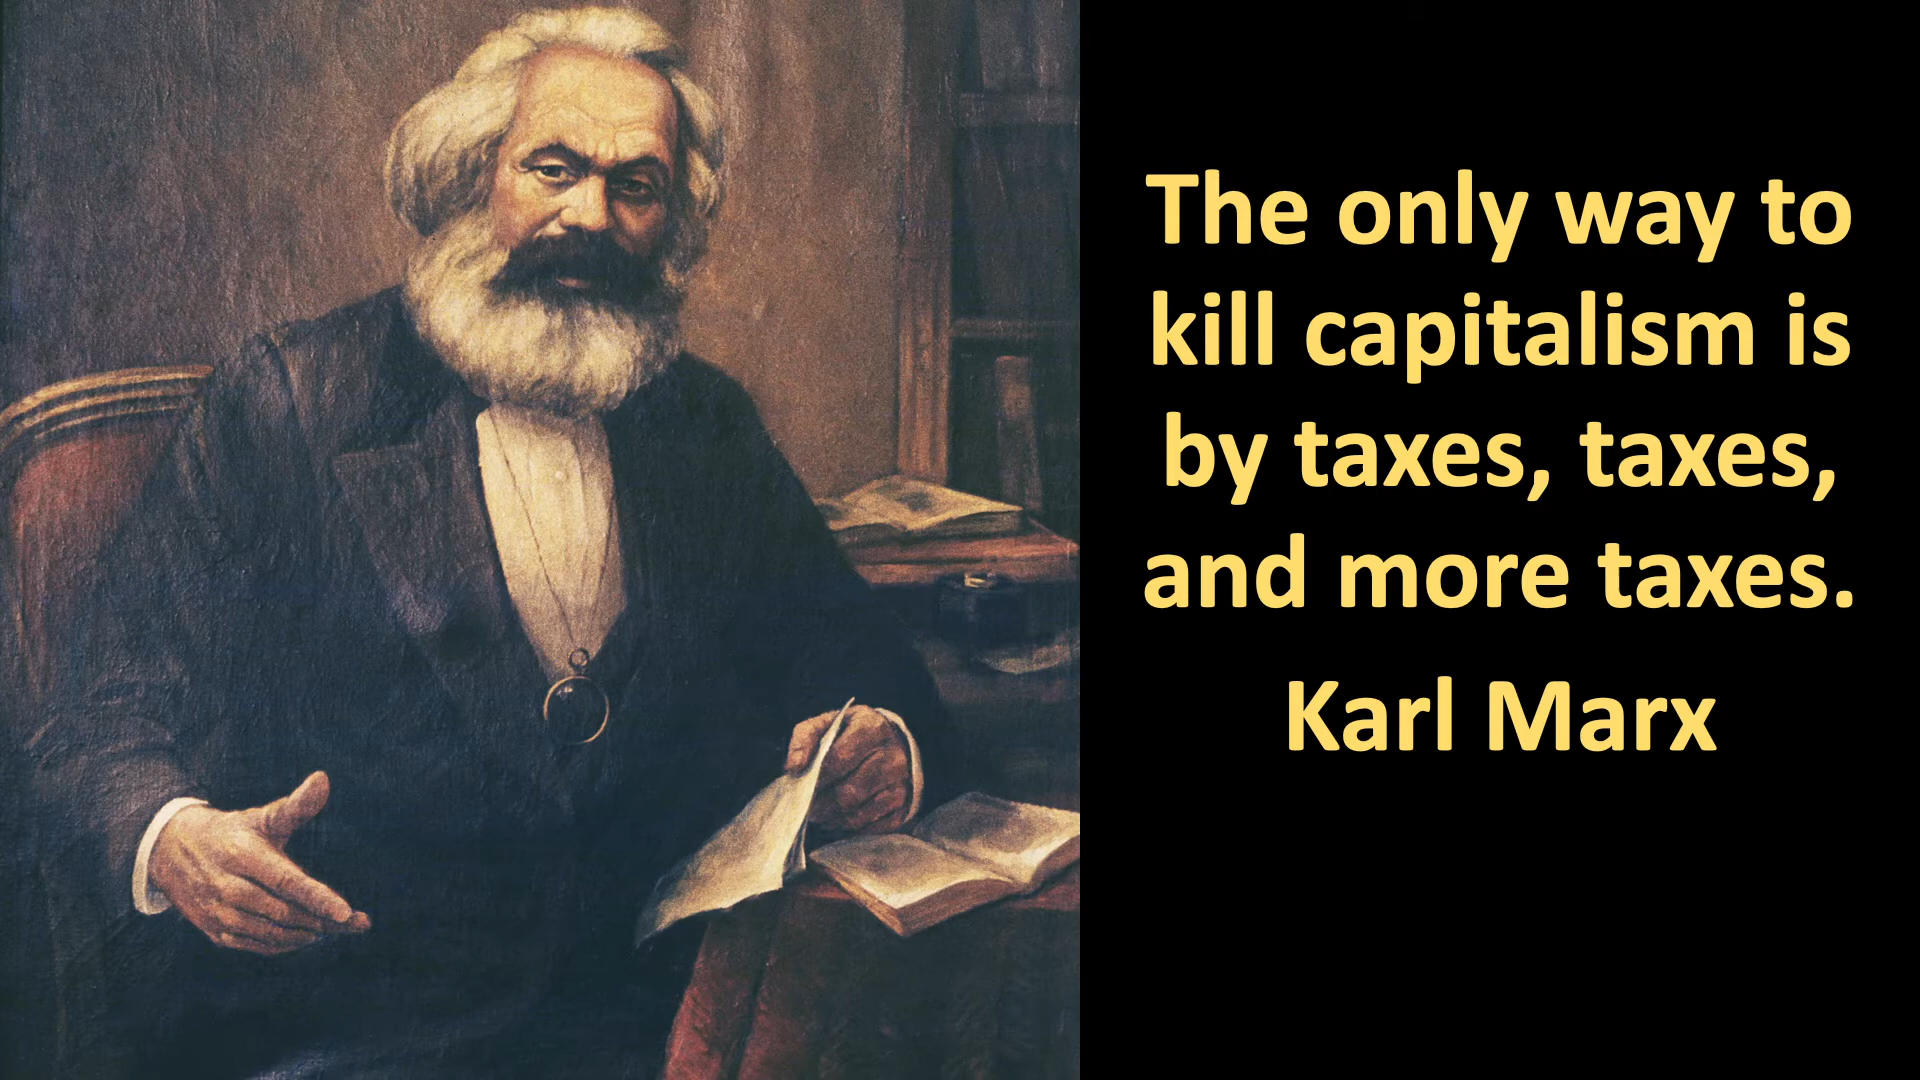 The only way to
kill capitalism is
by taxes, taxes,
and more taxes.
Karl Marx